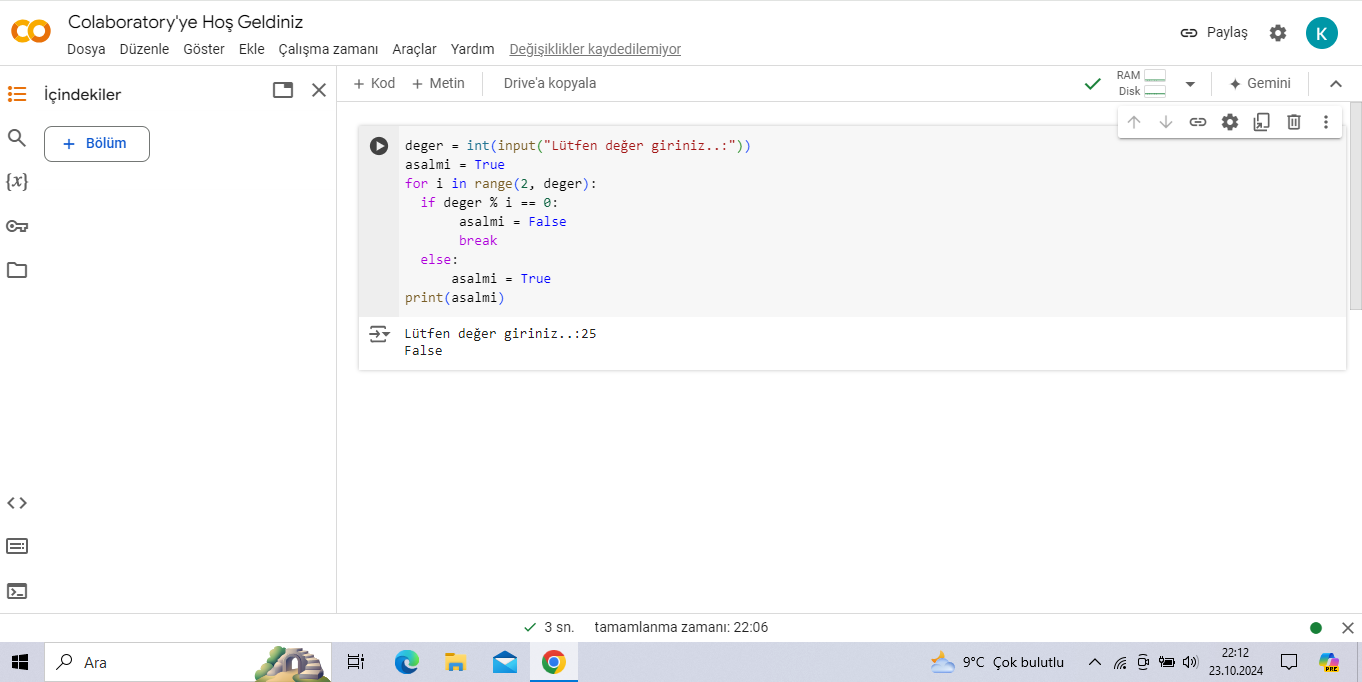 Colaboratory'ye Hoş Geldiniz
Dosya Düzenle Göster Ekle Çalışma zamanı Araçlar Yardım Değişiklikler kaydedilemiyor
Paylaş
K
İçindekiler
+ Bölüm
+ Kod + Metin Drive'a kopyala
RAM
Disk
Gemini
deger = int(input("Lütfen değer giriniz..:"))
asalmi = True
for i in range(2, deger):
  if deger % i == 0:
       asalmi = False
       break
  else:
      asalmi = True
print(asalmi)
Lütfen değer giriniz..:25
False
3 sn. tamamlanma zamanı: 22:06
Ara
9°C Çok bulutlu
22:12
23.10.2024
PRE